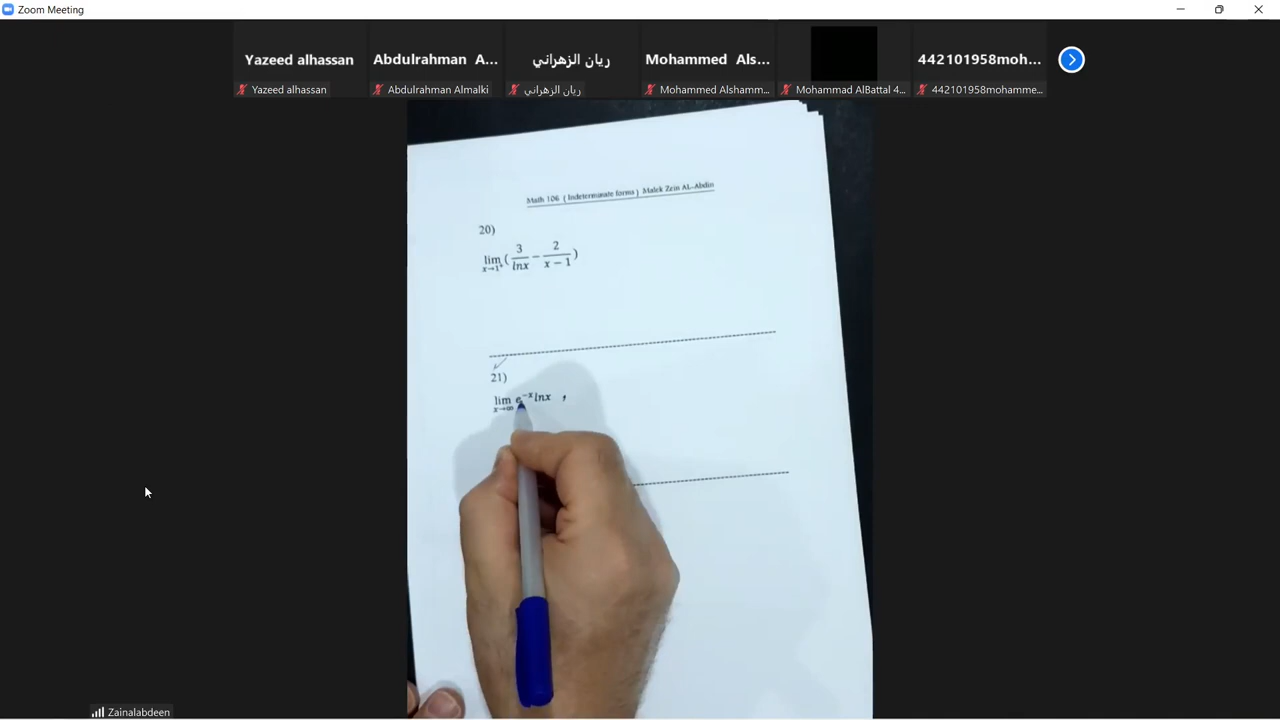 Zoom Meeting
Yazeed alhassan
Abdulrahman A...
ريان الزهراني
Mohammed Als...
442101958moh...
Yazeed alhassan
Abdulrahman Almalki
ريان الزهراني
Mohammed Alshamm...
Mohammad AlBattal 4...
442101958mohamme...
Math 106 ( Indeterminate forms ) Malek Zein AL-Abdin
20)
lim x→1⁺ ( 3/lnx − 2/(x − 1) )
21)
lim x→∞ e⁻ˣ lnx ,
Zainalabdeen